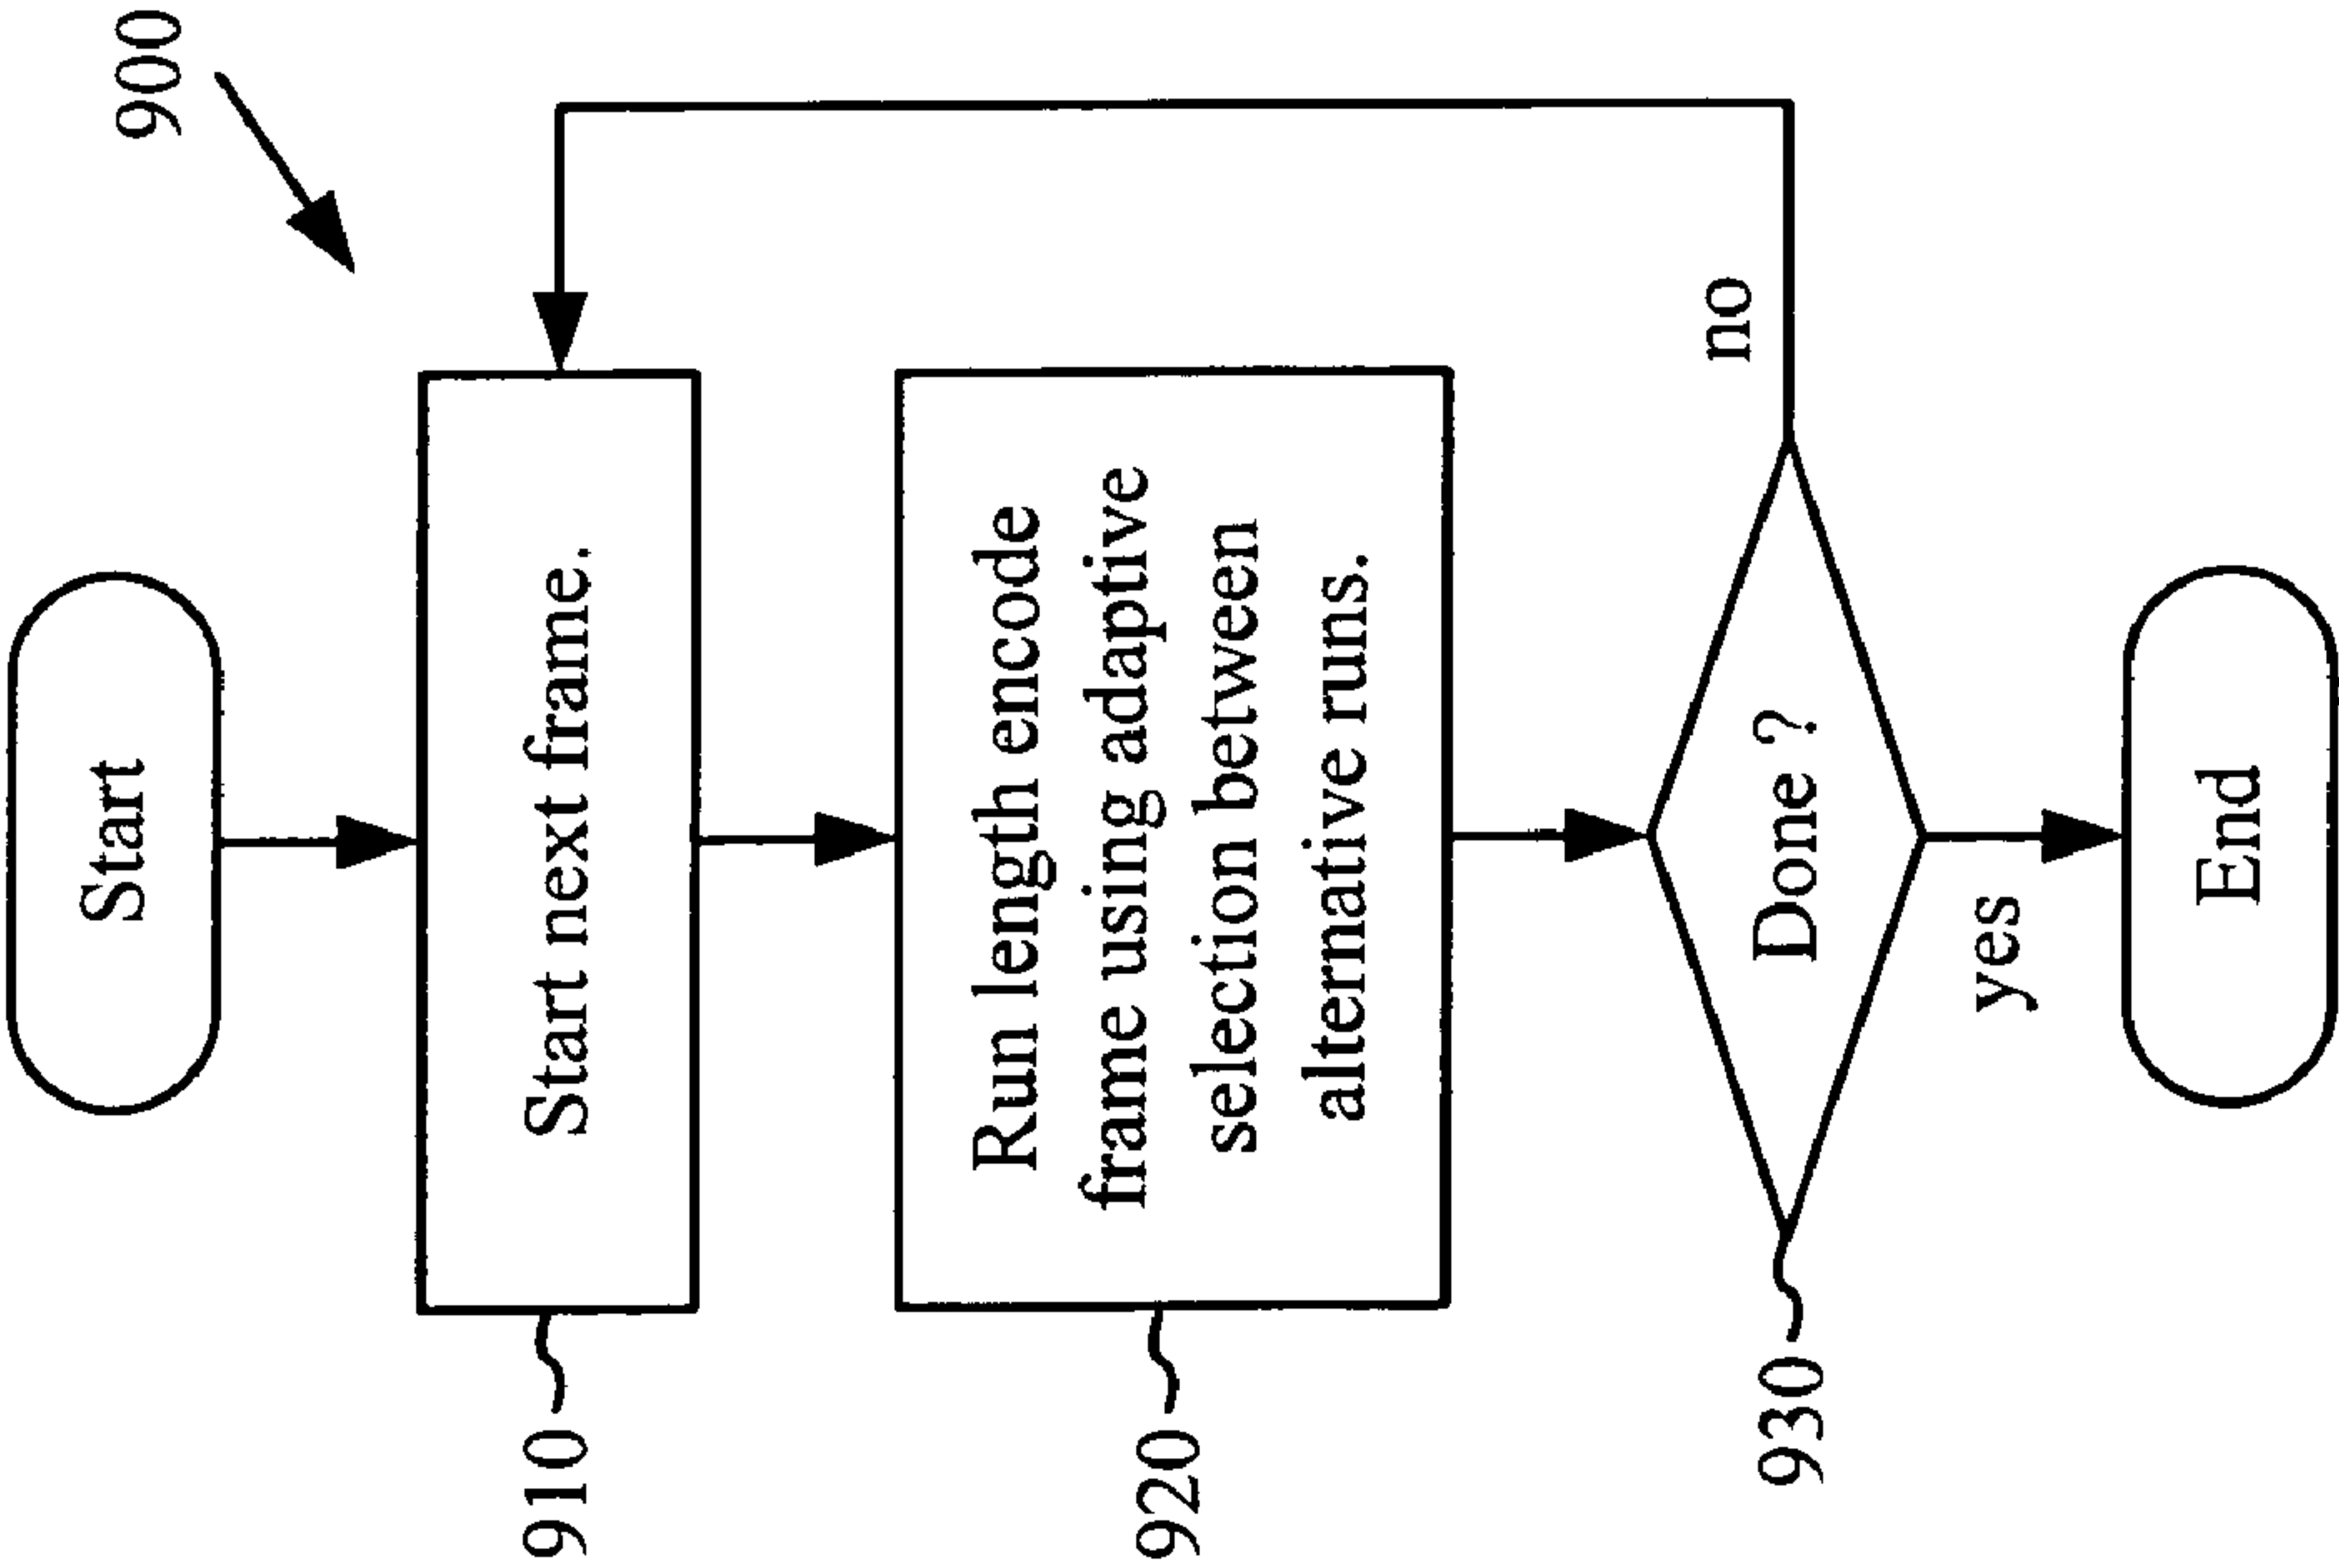 900
Start
910
Start next frame.
920
Run length encode
frame using adaptive
selection between
alternative runs.
930
Done ?
no
yes
End